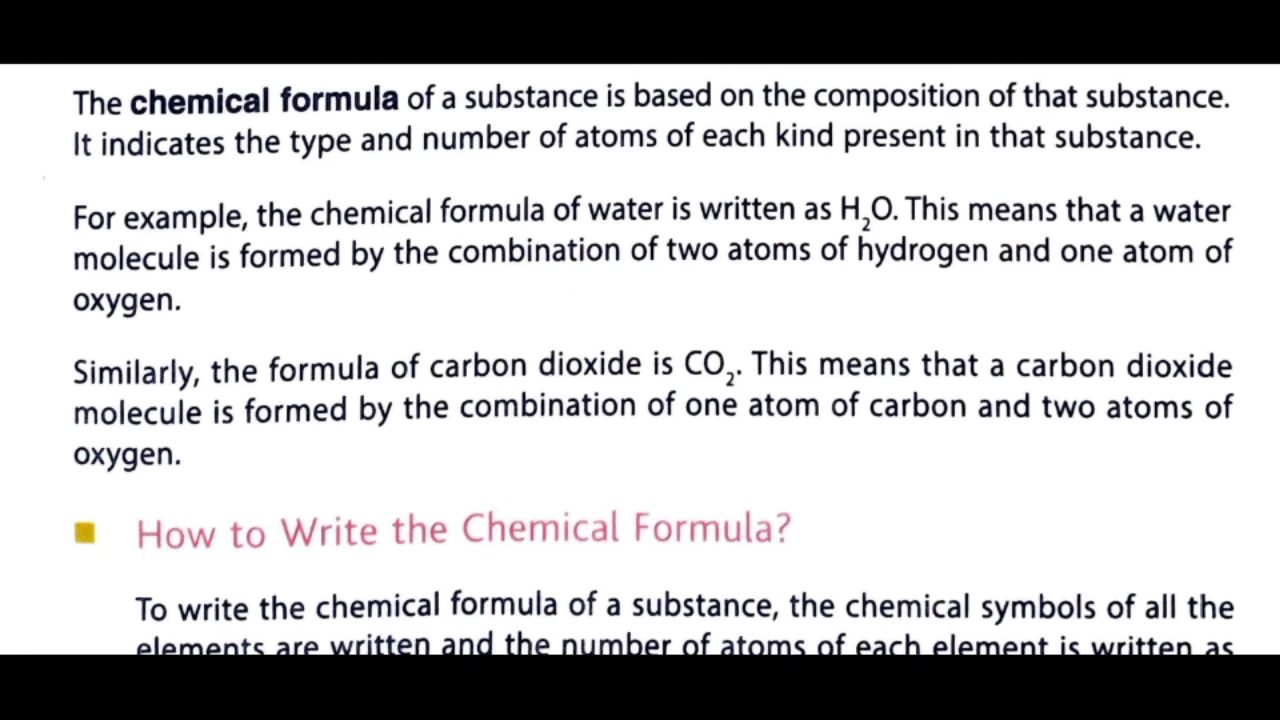 The chemical formula of a substance is based on the composition of that substance.
It indicates the type and number of atoms of each kind present in that substance.
For example, the chemical formula of water is written as H₂O. This means that a water
molecule is formed by the combination of two atoms of hydrogen and one atom of
oxygen.
Similarly, the formula of carbon dioxide is CO₂. This means that a carbon dioxide
molecule is formed by the combination of one atom of carbon and two atoms of
oxygen.
How to Write the Chemical Formula?
To write the chemical formula of a substance, the chemical symbols of all the
elements are written and the number of atoms of each element is written as